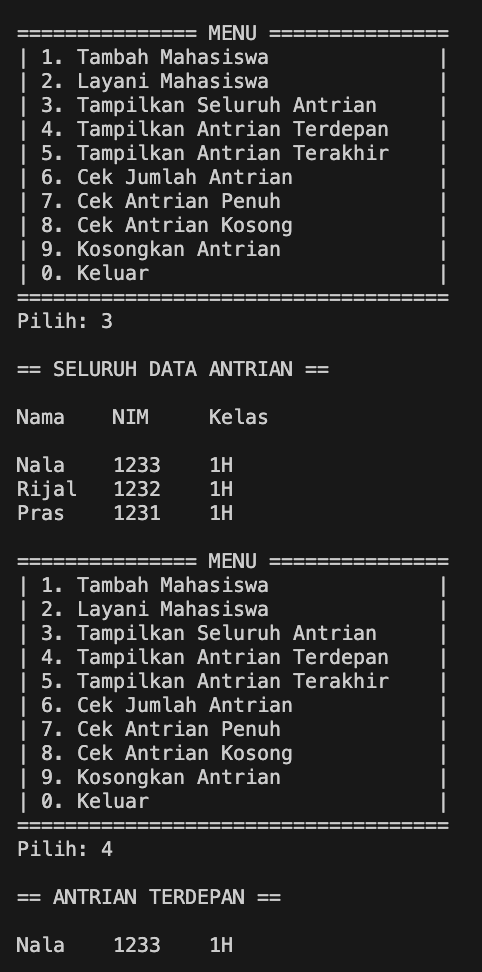 =============== MENU ===============
| 1. Tambah Mahasiswa              |
| 2. Layani Mahasiswa              |
| 3. Tampilkan Seluruh Antrian     |
| 4. Tampilkan Antrian Terdepan    |
| 5. Tampilkan Antrian Terakhir    |
| 6. Cek Jumlah Antrian            |
| 7. Cek Antrian Penuh             |
| 8. Cek Antrian Kosong            |
| 9. Kosongkan Antrian             |
| 0. Keluar                        |
====================================
Pilih: 3

== SELURUH DATA ANTRIAN ==

Nama    NIM     Kelas

Nala    1233    1H
Rijal   1232    1H
Pras    1231    1H

=============== MENU ===============
| 1. Tambah Mahasiswa              |
| 2. Layani Mahasiswa              |
| 3. Tampilkan Seluruh Antrian     |
| 4. Tampilkan Antrian Terdepan    |
| 5. Tampilkan Antrian Terakhir    |
| 6. Cek Jumlah Antrian            |
| 7. Cek Antrian Penuh             |
| 8. Cek Antrian Kosong            |
| 9. Kosongkan Antrian             |
| 0. Keluar                        |
====================================
Pilih: 4

== ANTRIAN TERDEPAN ==

Nala    1233    1H